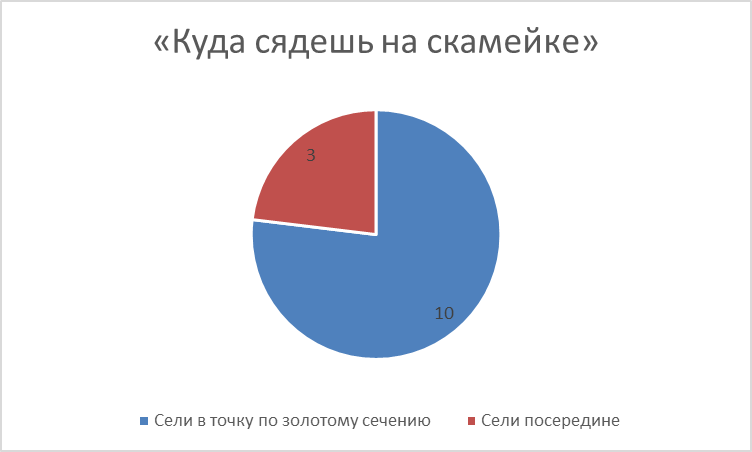 «Куда сядешь на скамейке»
3
10
Сели в точку по золотому сечению
Сели посередине